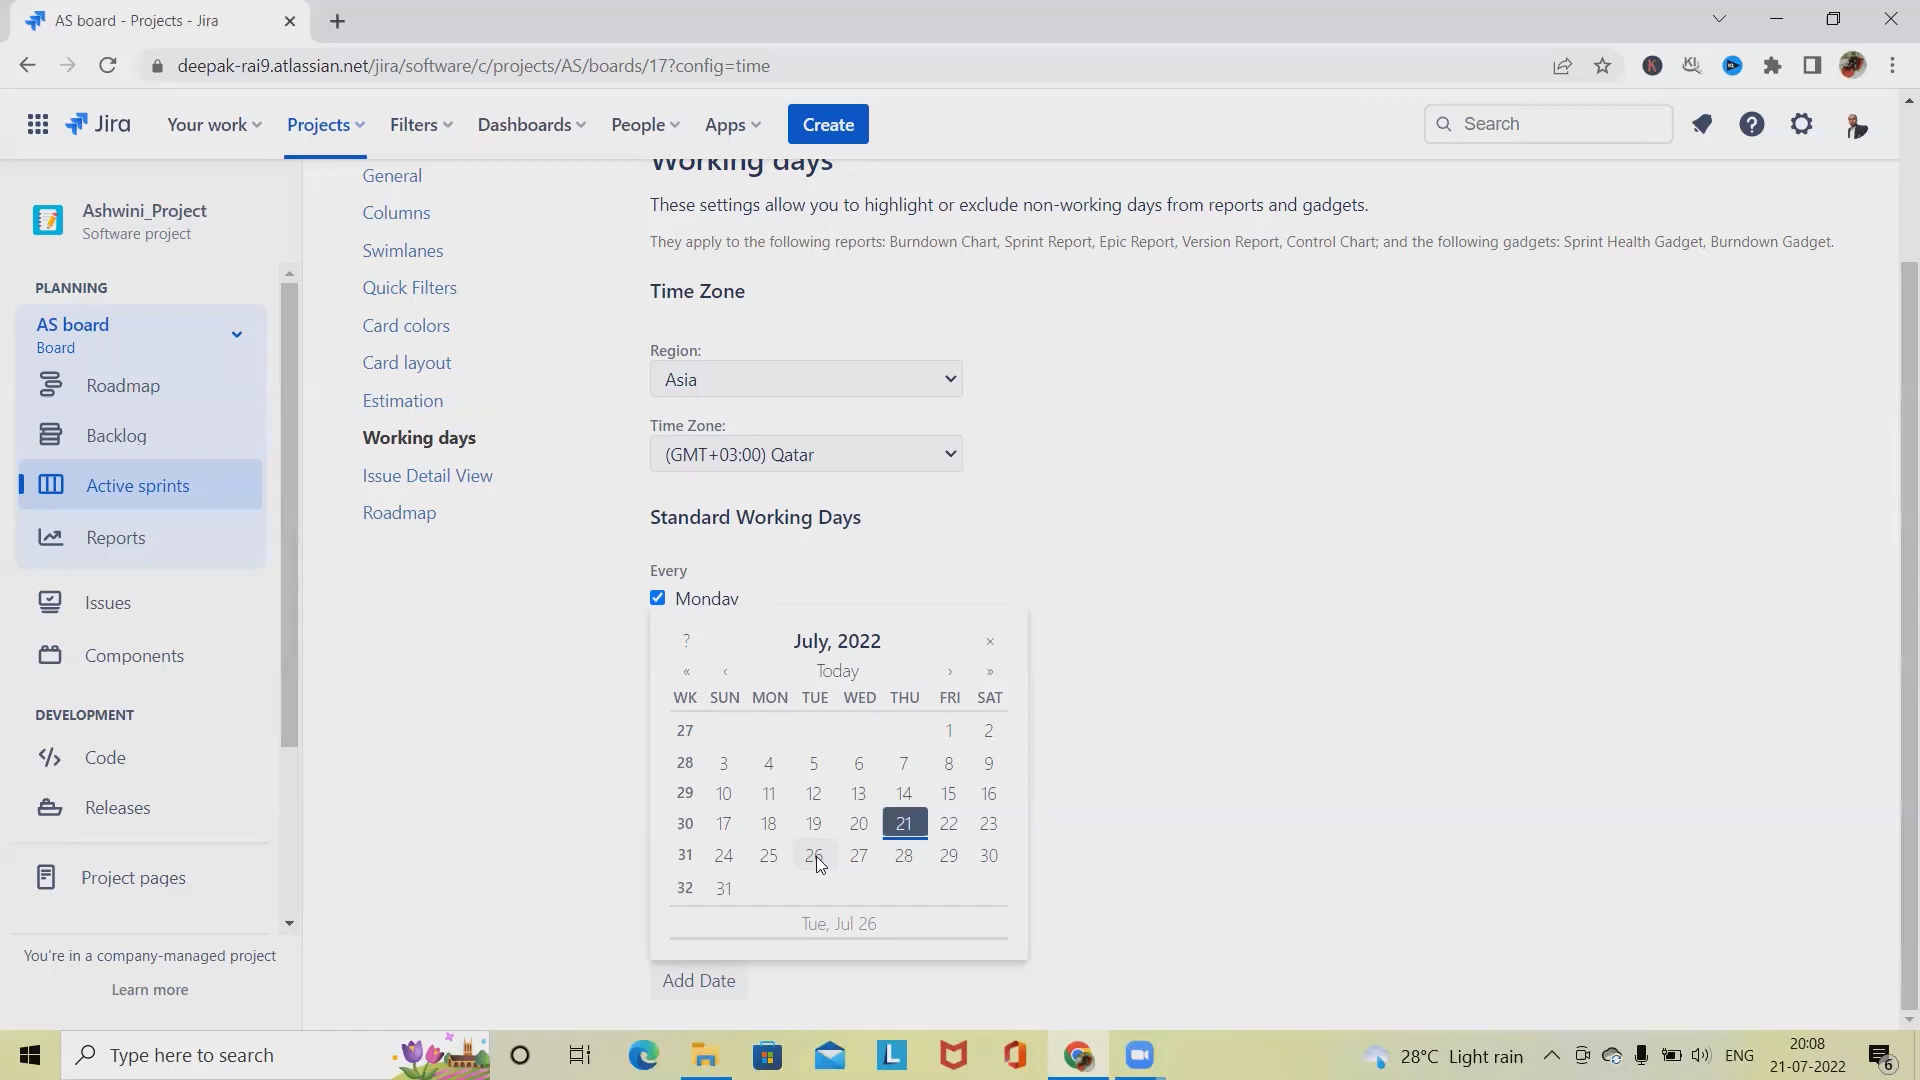 AS board - Projects - Jira
deepak-rai9.atlassian.net/jira/software/c/projects/AS/boards/17?config=time
Jira
Your work
Projects
Filters
Dashboards
People
Apps
Create
Search
Ashwini_Project
Software project
PLANNING
AS board
Board
Roadmap
Backlog
Active sprints
Reports
Issues
Components
DEVELOPMENT
Code
Releases
Project pages
You're in a company-managed project
Learn more
General
Columns
Swimlanes
Quick Filters
Card colors
Card layout
Estimation
Working days
Issue Detail View
Roadmap
Working days
These settings allow you to highlight or exclude non-working days from reports and gadgets.
They apply to the following reports: Burndown Chart, Sprint Report, Epic Report, Version Report, Control Chart; and the following gadgets: Sprint Health Gadget, Burndown Gadget.
Time Zone
Region:
Asia
Time Zone:
(GMT+03:00) Qatar
Standard Working Days
Every
Monday
? July, 2022 ×
« ‹ Today › »
WK SUN MON TUE WED THU FRI SAT
27 1 2
28 3 4 5 6 7 8 9
29 10 11 12 13 14 15 16
30 17 18 19 20 21 22 23
31 24 25 26 27 28 29 30
32 31
Tue, Jul 26
Add Date
Type here to search
28°C Light rain
ENG
20:08
21-07-2022
6